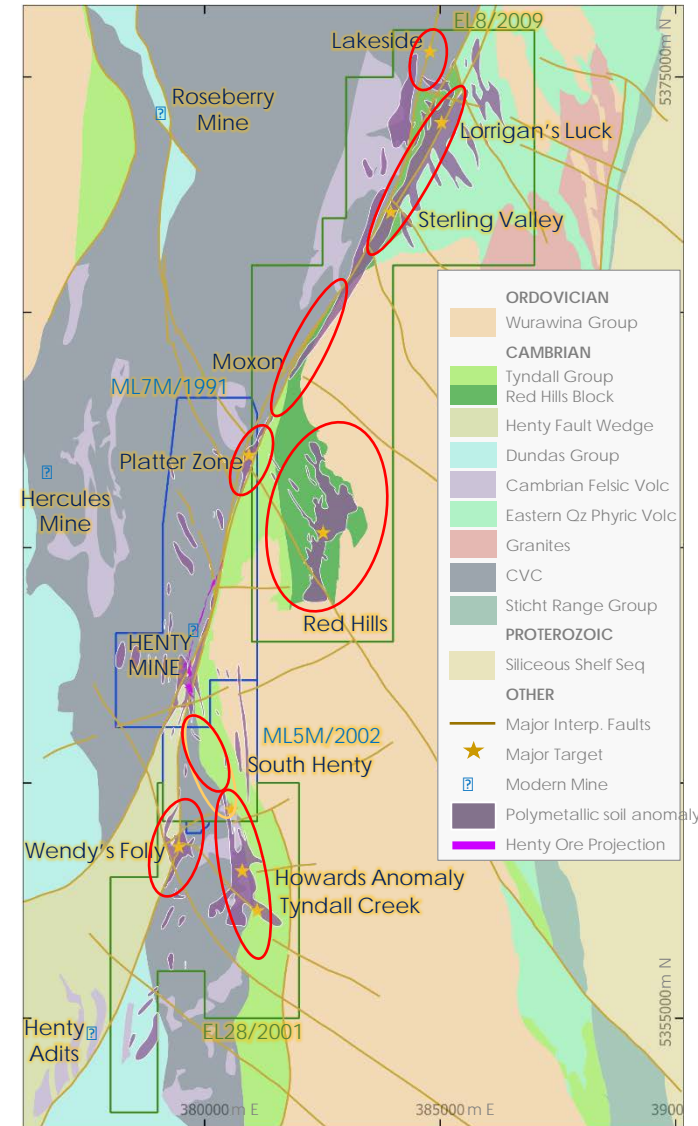 EL8/2009
Lakeside
5375000m N
Roseberry
Mine
Lorrigan's Luck
Sterling Valley
ORDOVICIAN
Wurawina Group
CAMBRIAN
Tyndall Group
Red Hills Block
Henty Fault Wedge
Dundas Group
Cambrian Felsic Volc
Eastern Qz Phyric Volc
Granites
CVC
Sticht Range Group
PROTEROZOIC
Siliceous Shelf Seq
OTHER
Major Interp. Faults
Major Target
Modern Mine
Polymetallic soil anomaly
Henty Ore Projection
Moxon
ML7M/1991
Platter Zone
Hercules
Mine
Red Hills
HENTY
MINE
ML5M/2002
South Henty
Wendy's Folly
Howards Anomaly
Tyndall Creek
Henty
Adits
EL28/2001
5355000m N
380000m E
385000m E
3900